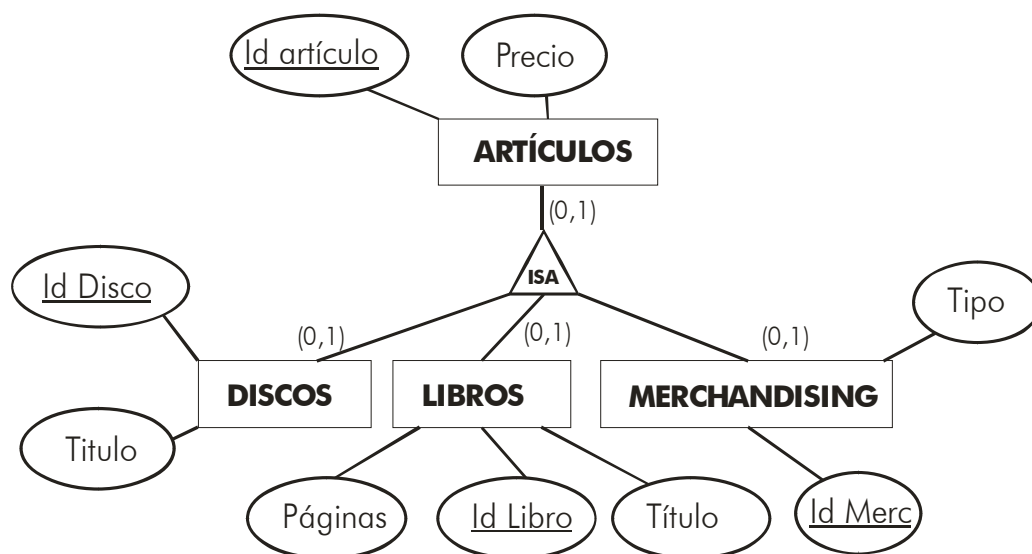 Id artículo
Precio
ARTÍCULOS
(0,1)
ISA
Id Disco
Tipo
(0,1)
(0,1)
(0,1)
DISCOS
LIBROS
MERCHANDISING
Titulo
Páginas
Id Libro
Título
Id Merc